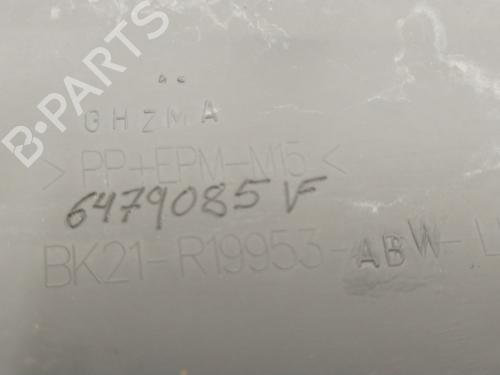 B-PARTS
GHZMA
>PP+EPM-M15<
6479085 VF
BK21-R19953-ABW-L